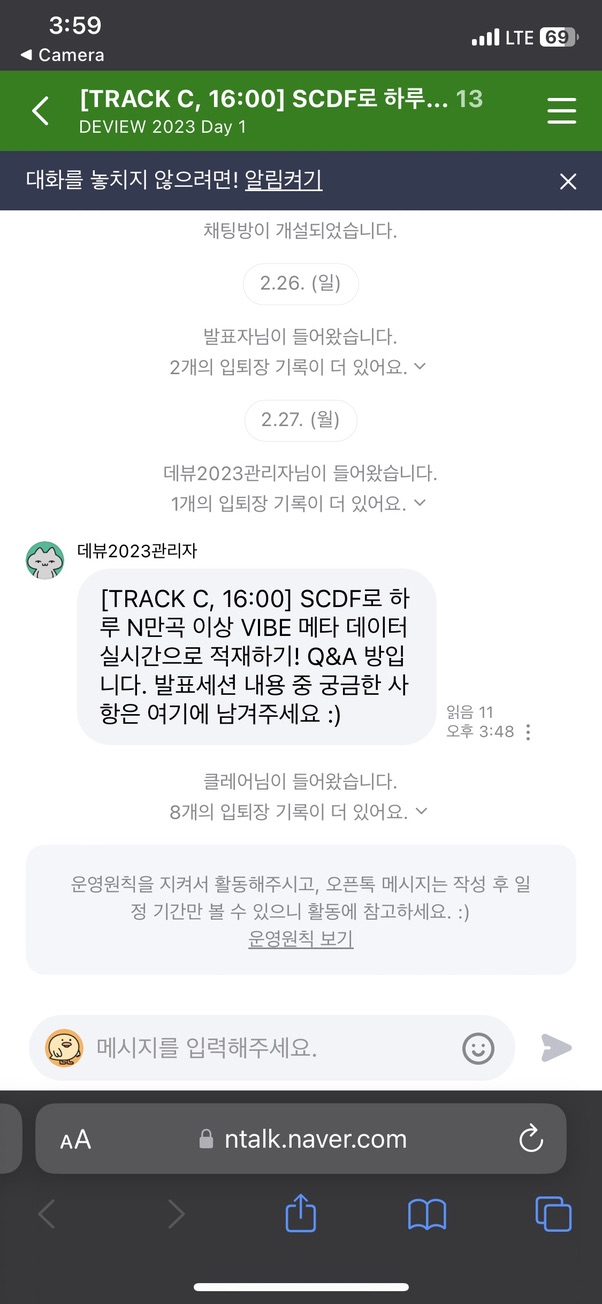 3:59
◀ Camera
LTE 69
[TRACK C, 16:00] SCDF로 하루... 13
DEVIEW 2023 Day 1
대화를 놓치지 않으려면! 알림켜기
채팅방이 개설되었습니다.
2.26. (일)
발표자님이 들어왔습니다.
2개의 입퇴장 기록이 더 있어요.
2.27. (월)
데뷰2023관리자님이 들어왔습니다.
1개의 입퇴장 기록이 더 있어요.
데뷰2023관리자
[TRACK C, 16:00] SCDF로 하
루 N만곡 이상 VIBE 메타 데이터
실시간으로 적재하기! Q&A 방입
니다. 발표세션 내용 중 궁금한 사
항은 여기에 남겨주세요 :)
읽음 11
오후 3:48
클레어님이 들어왔습니다.
8개의 입퇴장 기록이 더 있어요.
운영원칙을 지켜서 활동해주시고, 오픈톡 메시지는 작성 후 일
정 기간만 볼 수 있으니 활동에 참고하세요. :)
운영원칙 보기
메시지를 입력해주세요.
AA ntalk.naver.com